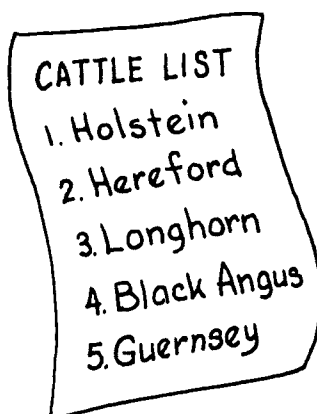 CATTLE LIST
1. Holstein
2. Hereford
3. Longhorn
4. Black Angus
5. Guernsey